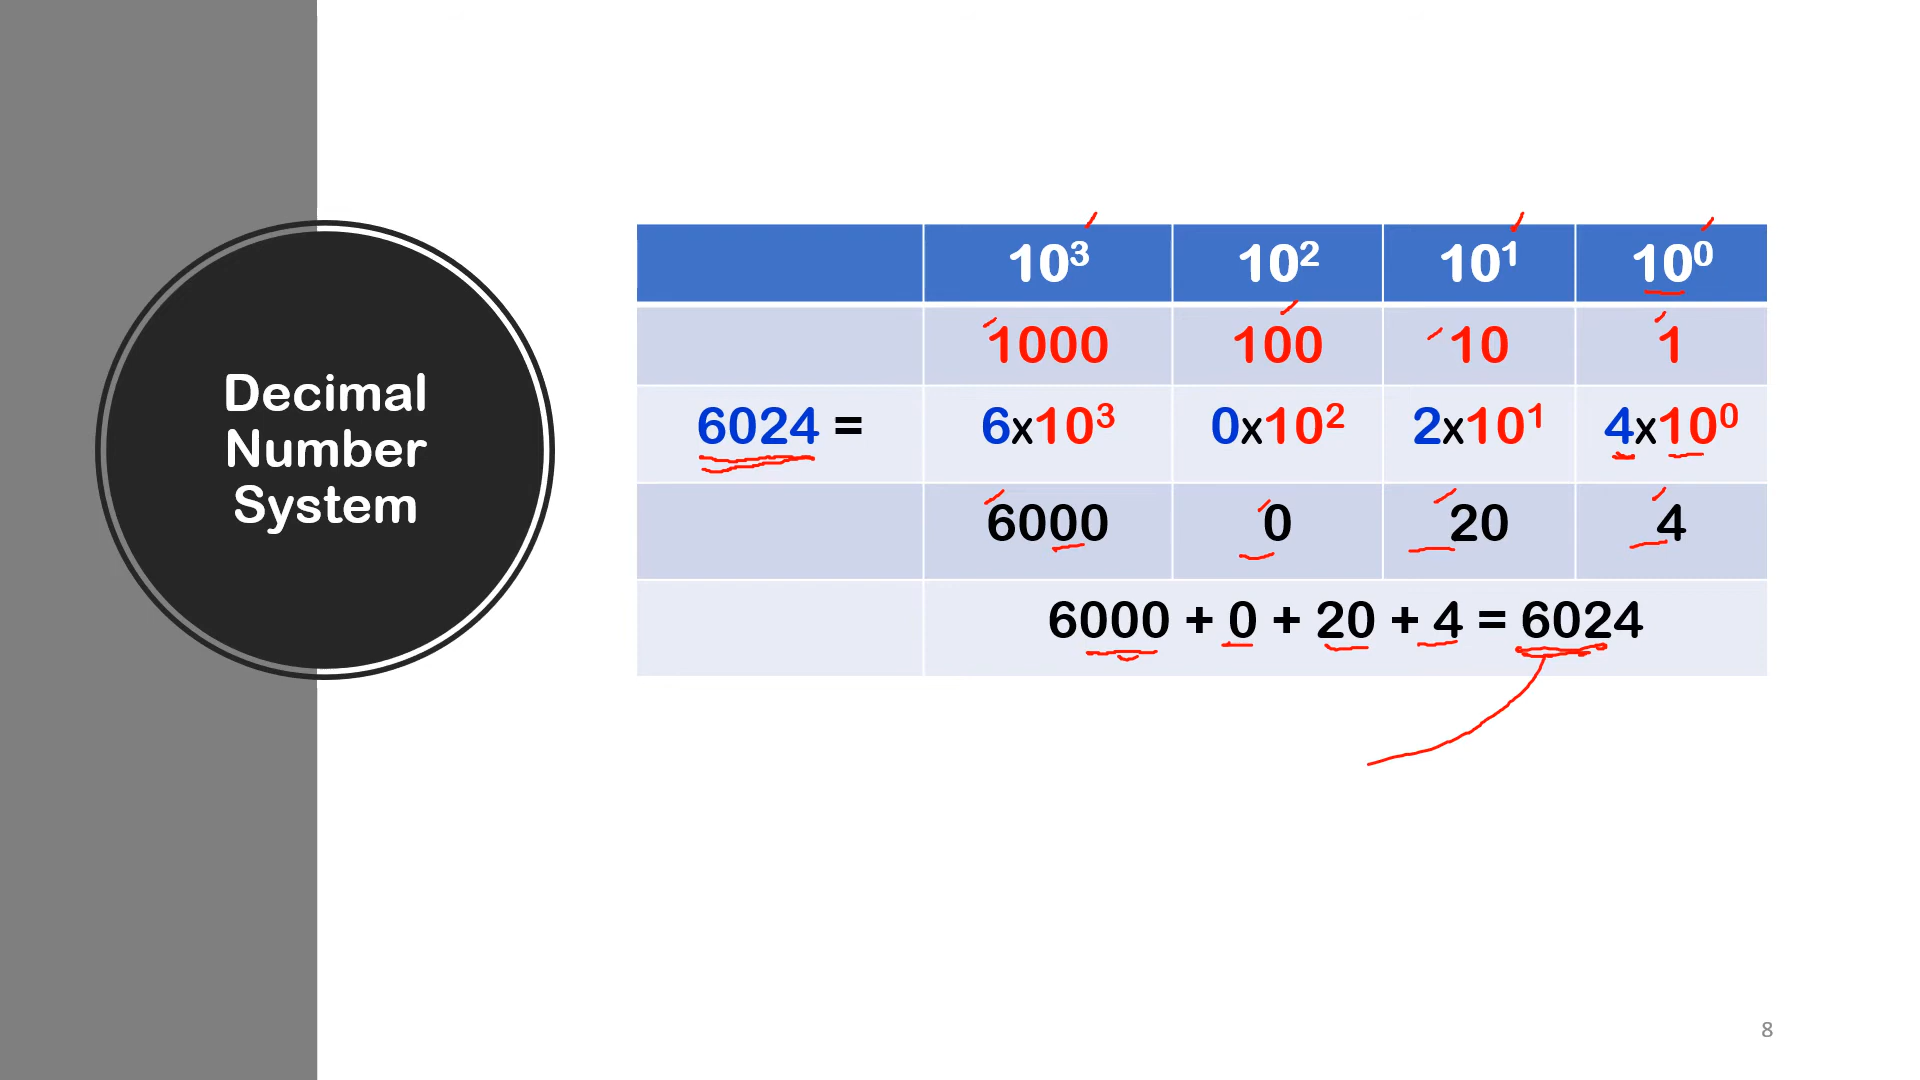 Decimal
Number
System
10³ 10² 10¹ 10⁰
1000 100 10 1
6024 = 6x10³ 0x10² 2x10¹ 4x10⁰
6000 0 20 4
6000 + 0 + 20 + 4 = 6024
8